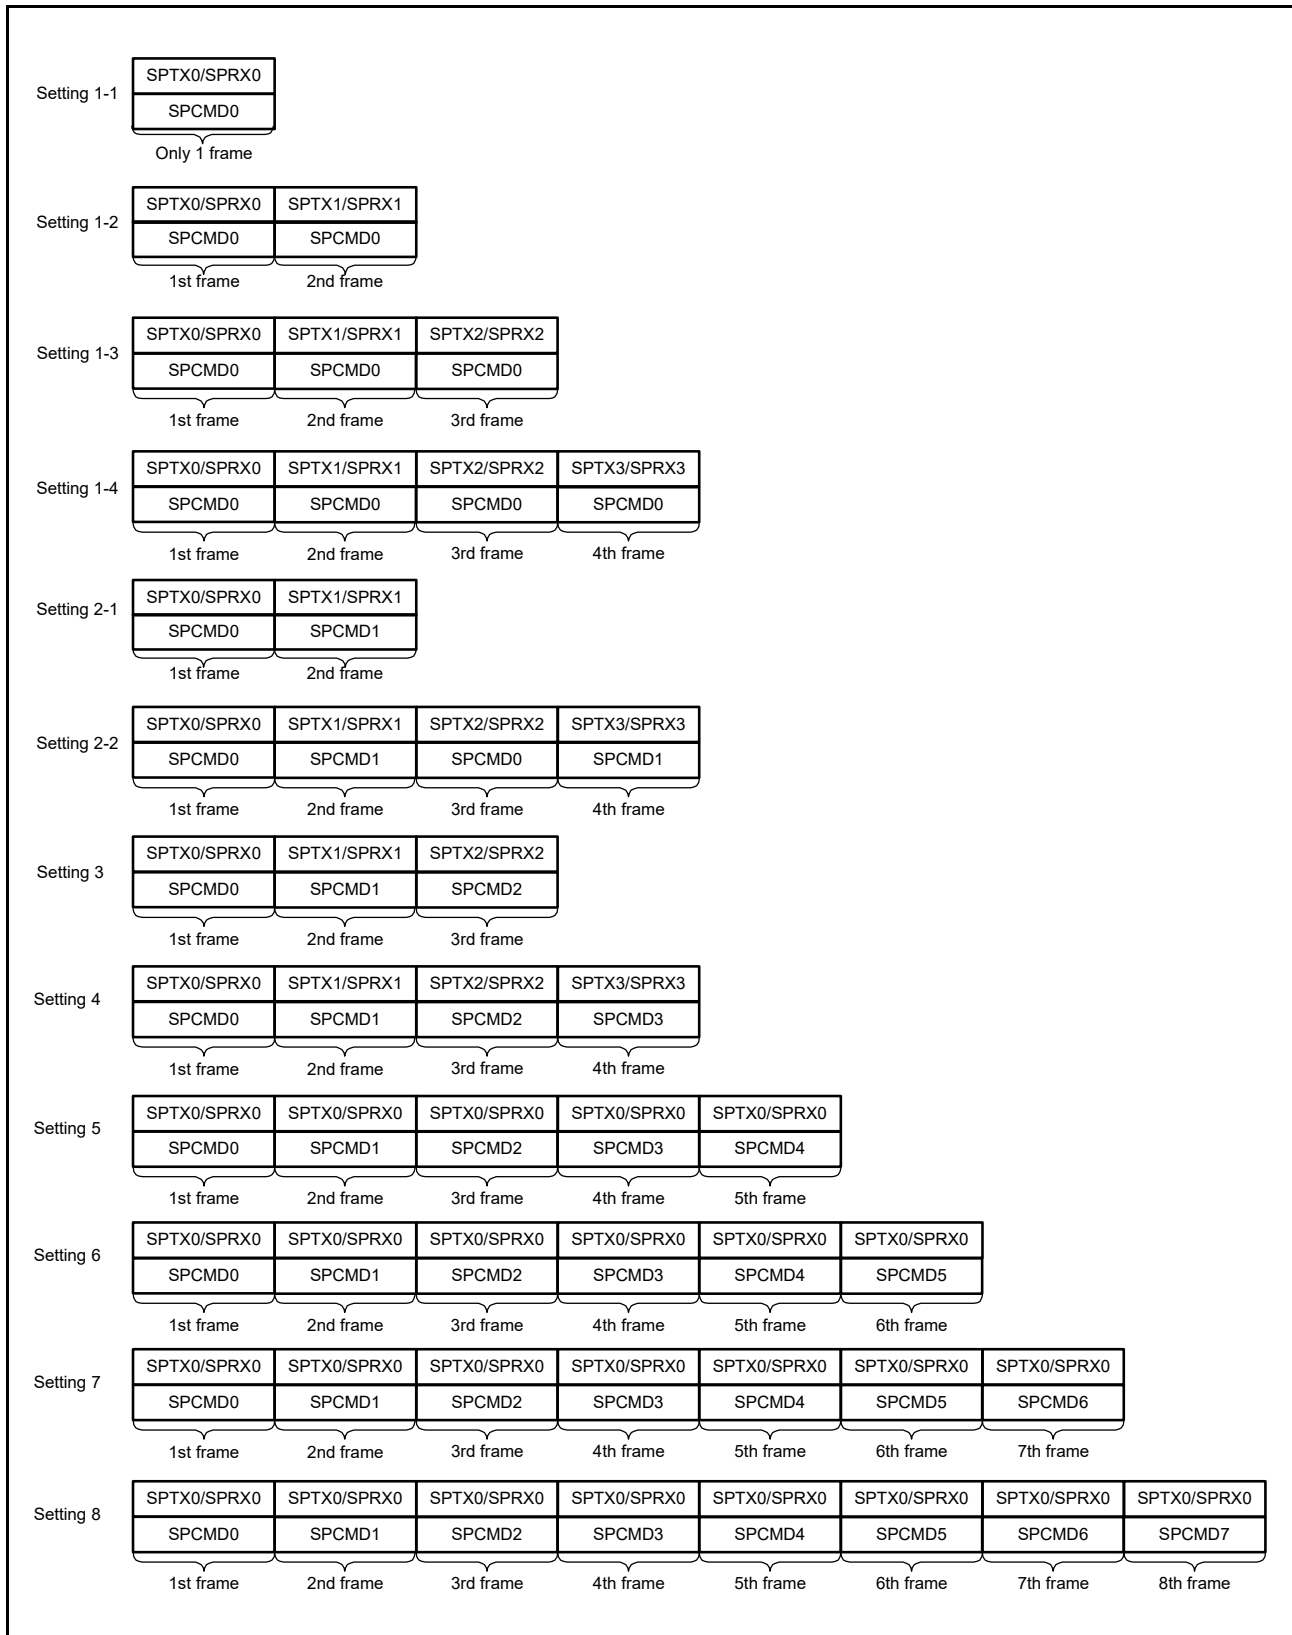 SPTX0/SPRX0
Setting 1-1
SPCMD0
Only 1 frame
SPTX0/SPRX0 SPTX1/SPRX1
Setting 1-2
SPCMD0 SPCMD0
1st frame 2nd frame
SPTX0/SPRX0 SPTX1/SPRX1 SPTX2/SPRX2
Setting 1-3
SPCMD0 SPCMD0 SPCMD0
1st frame 2nd frame 3rd frame
SPTX0/SPRX0 SPTX1/SPRX1 SPTX2/SPRX2 SPTX3/SPRX3
Setting 1-4
SPCMD0 SPCMD0 SPCMD0 SPCMD0
1st frame 2nd frame 3rd frame 4th frame
SPTX0/SPRX0 SPTX1/SPRX1
Setting 2-1
SPCMD0 SPCMD1
1st frame 2nd frame
SPTX0/SPRX0 SPTX1/SPRX1 SPTX2/SPRX2 SPTX3/SPRX3
Setting 2-2
SPCMD0 SPCMD1 SPCMD0 SPCMD1
1st frame 2nd frame 3rd frame 4th frame
SPTX0/SPRX0 SPTX1/SPRX1 SPTX2/SPRX2
Setting 3
SPCMD0 SPCMD1 SPCMD2
1st frame 2nd frame 3rd frame
SPTX0/SPRX0 SPTX1/SPRX1 SPTX2/SPRX2 SPTX3/SPRX3
Setting 4
SPCMD0 SPCMD1 SPCMD2 SPCMD3
1st frame 2nd frame 3rd frame 4th frame
SPTX0/SPRX0 SPTX0/SPRX0 SPTX0/SPRX0 SPTX0/SPRX0 SPTX0/SPRX0
Setting 5
SPCMD0 SPCMD1 SPCMD2 SPCMD3 SPCMD4
1st frame 2nd frame 3rd frame 4th frame 5th frame
SPTX0/SPRX0 SPTX0/SPRX0 SPTX0/SPRX0 SPTX0/SPRX0 SPTX0/SPRX0 SPTX0/SPRX0
Setting 6
SPCMD0 SPCMD1 SPCMD2 SPCMD3 SPCMD4 SPCMD5
1st frame 2nd frame 3rd frame 4th frame 5th frame 6th frame
SPTX0/SPRX0 SPTX0/SPRX0 SPTX0/SPRX0 SPTX0/SPRX0 SPTX0/SPRX0 SPTX0/SPRX0 SPTX0/SPRX0
Setting 7
SPCMD0 SPCMD1 SPCMD2 SPCMD3 SPCMD4 SPCMD5 SPCMD6
1st frame 2nd frame 3rd frame 4th frame 5th frame 6th frame 7th frame
SPTX0/SPRX0 SPTX0/SPRX0 SPTX0/SPRX0 SPTX0/SPRX0 SPTX0/SPRX0 SPTX0/SPRX0 SPTX0/SPRX0 SPTX0/SPRX0
Setting 8
SPCMD0 SPCMD1 SPCMD2 SPCMD3 SPCMD4 SPCMD5 SPCMD6 SPCMD7
1st frame 2nd frame 3rd frame 4th frame 5th frame 6th frame 7th frame 8th frame